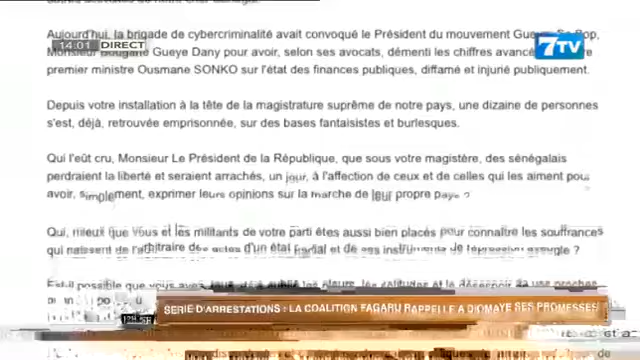 Aujourd'hui, la brigade de cybercriminalité avait convoqué le Président du mouvement
14:01 DIRECT
7TV
Monsieur Bougane Gueye Dany pour avoir, selon ses avocats, démenti les chiffres
premier ministre Ousmane SONKO sur l'état des finances publiques, diffamé et injurié publiquement.
Depuis votre installation à la tête de la magistrature suprême de notre pays, une dizaine de personnes
s'est, déjà, retrouvée emprisonnée, sur des bases fantaisistes et burlesques.
Qui l'eût cru, Monsieur Le Président de la République, que sous votre magistère, des sénégalais
perdraient la liberté et seraient arrachés, un jour, à l'affection de ceux et de celles qui les aiment pour
avoir, simplement, exprimer leurs opinions sur la marche de leur propre pays ?
Qui, mieux que vous et les militants de votre parti êtes aussi bien placés pour connaître les souffrances
qui naissent de l'arbitraire des actes d'un état partial et de ses instruments de répression aveugle ?
Est-il possible que vous ayez
SERIE D'ARRESTATIONS : LA COALITION FAGARU RAPPELLE A DIOMAYE SES PROMESSES